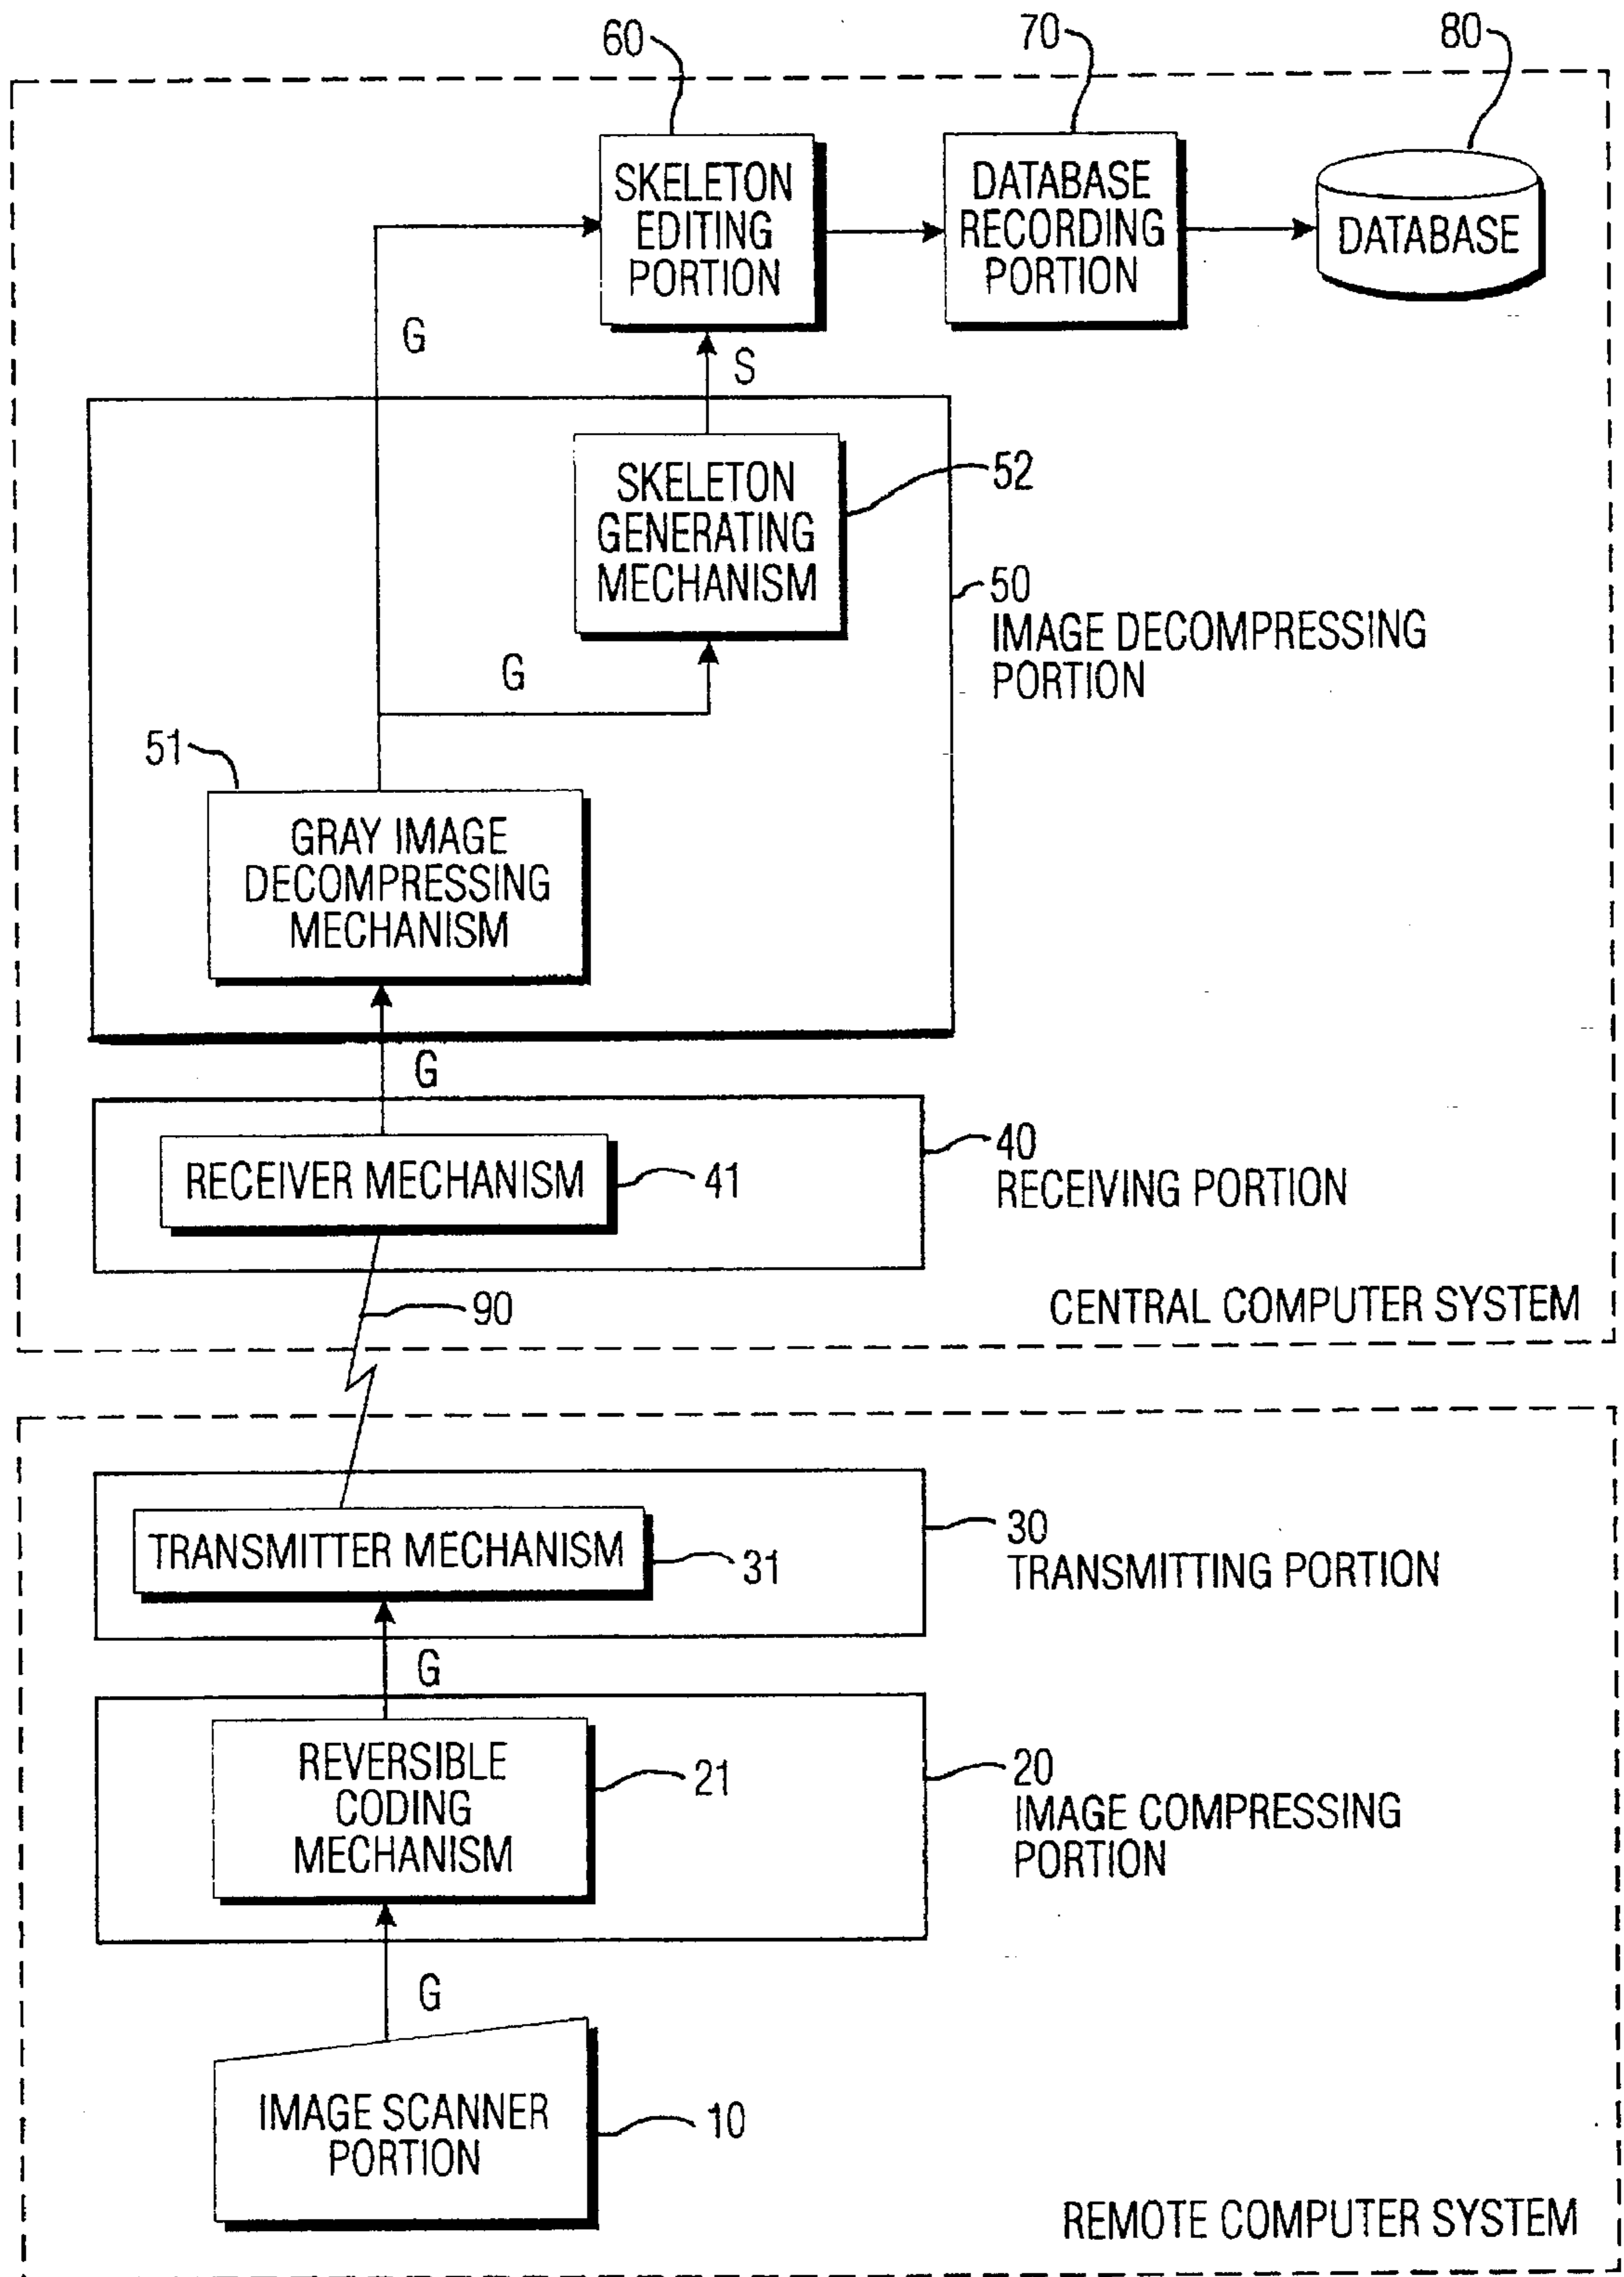 60
70
80
SKELETON
EDITING
PORTION
DATABASE
RECORDING
PORTION
DATABASE
G
S
SKELETON
GENERATING
MECHANISM
52
50
IMAGE DECOMPRESSING
PORTION
G
51
GRAY IMAGE
DECOMPRESSING
MECHANISM
G
RECEIVER MECHANISM
41
40
RECEIVING PORTION
90
CENTRAL COMPUTER SYSTEM
TRANSMITTER MECHANISM
31
30
TRANSMITTING PORTION
G
REVERSIBLE
CODING
MECHANISM
21
20
IMAGE COMPRESSING
PORTION
G
IMAGE SCANNER
PORTION
10
REMOTE COMPUTER SYSTEM